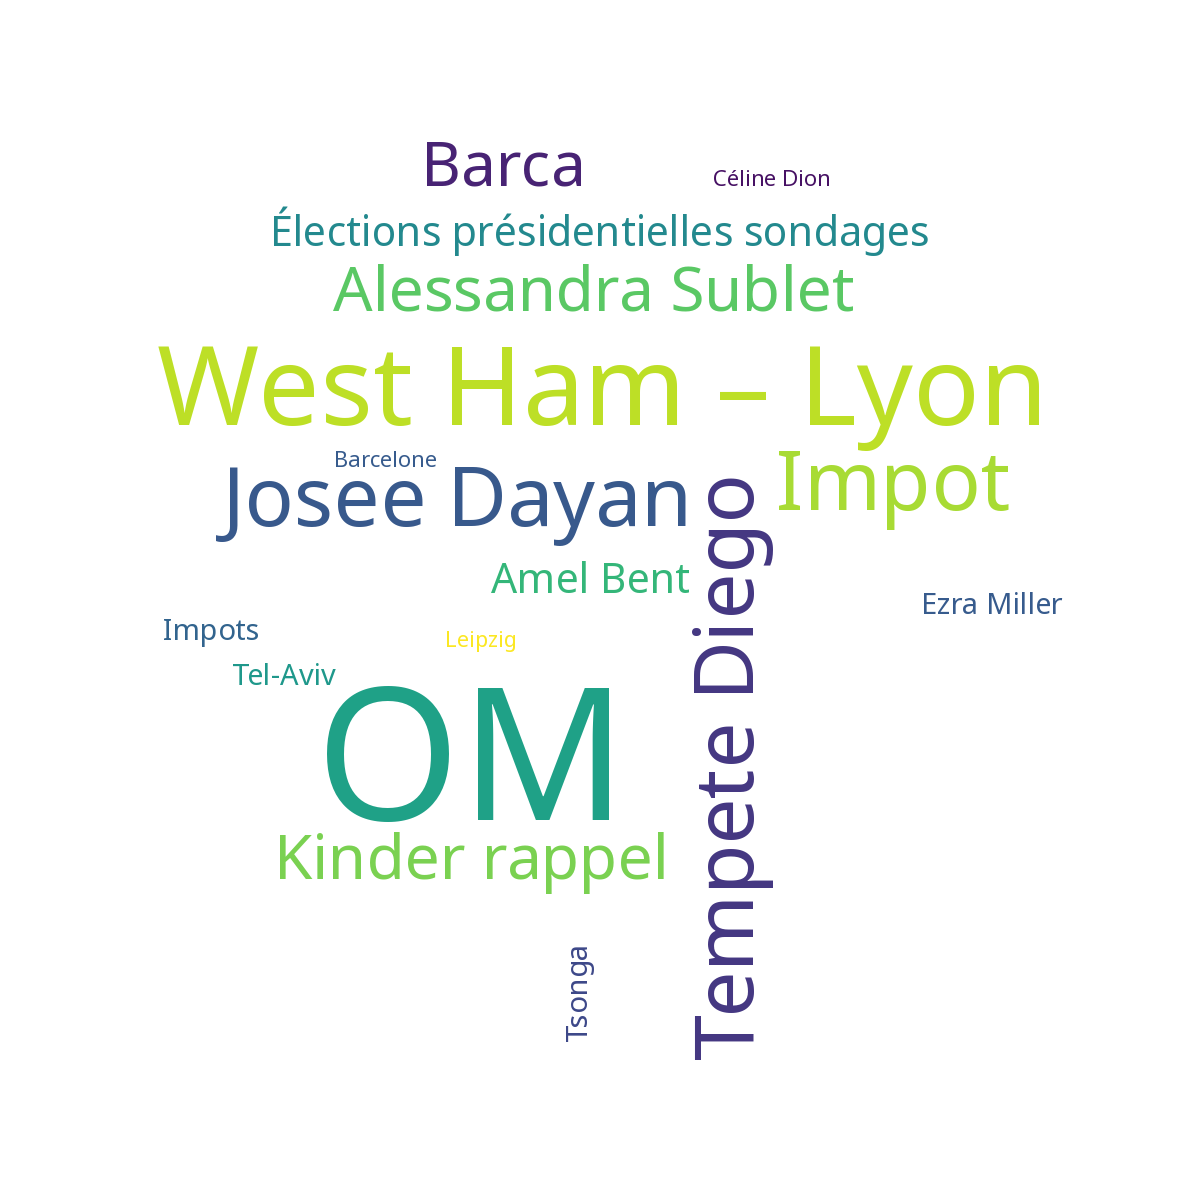 Barca
Céline Dion
Élections présidentielles sondages
Alessandra Sublet
West Ham – Lyon
Barcelone
Josee Dayan
Impot
Tempete Diego
Amel Bent
Ezra Miller
Impots
Leipzig
Tel-Aviv
OM
Kinder rappel
Tsonga